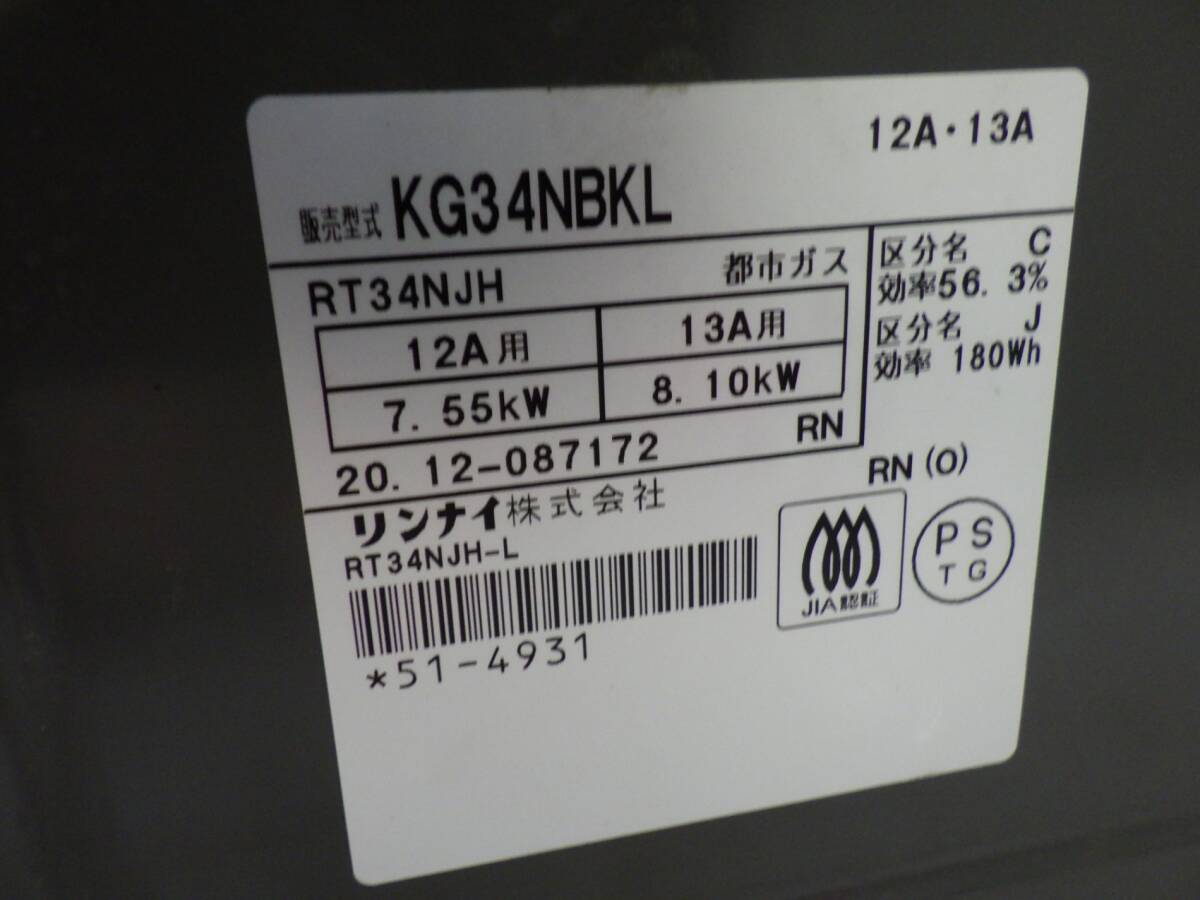 12A・13A
販売型式 KG34NBKL
RT34NJH 都市ガス
12A用 13A用
7.55kW 8.10kW
20.12-087172 RN
区分名 C
効率56.3%
区分名 J
効率 180Wh
RN(O)
リンナイ株式会社
RT34NJH-L
*51-4931
JIA認証
PS
TG